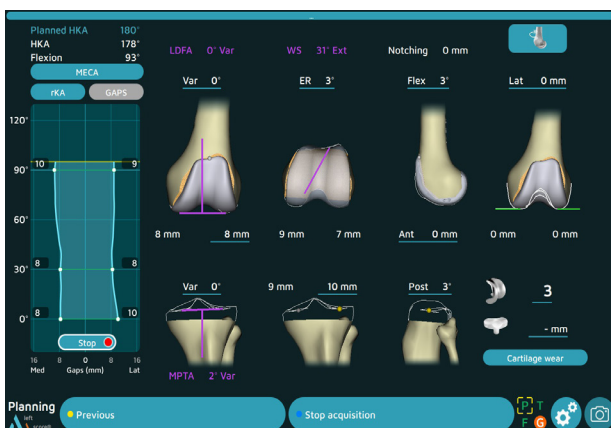 Planned HKA 180°
HKA 178°
Flexion 93°
MECA
rKA GAPS
LDFA 0° Var
WS 31° Ext
Notching 0 mm
Var 0°
ER 3°
Flex 3°
Lat 0 mm
120°
90°
60°
30°
0°
10 9
8 8
8 10
Stop
16 8 0 8 16
Med Gaps (mm) Lat
8 mm 8 mm
9 mm 7 mm
Ant 0 mm
0 mm 0 mm
Var 0°
9 mm 10 mm
Post 3°
3
- mm
MPTA 2° Var
Cartilage wear
Planning
left
Previous
Stop acquisition
P T
F G